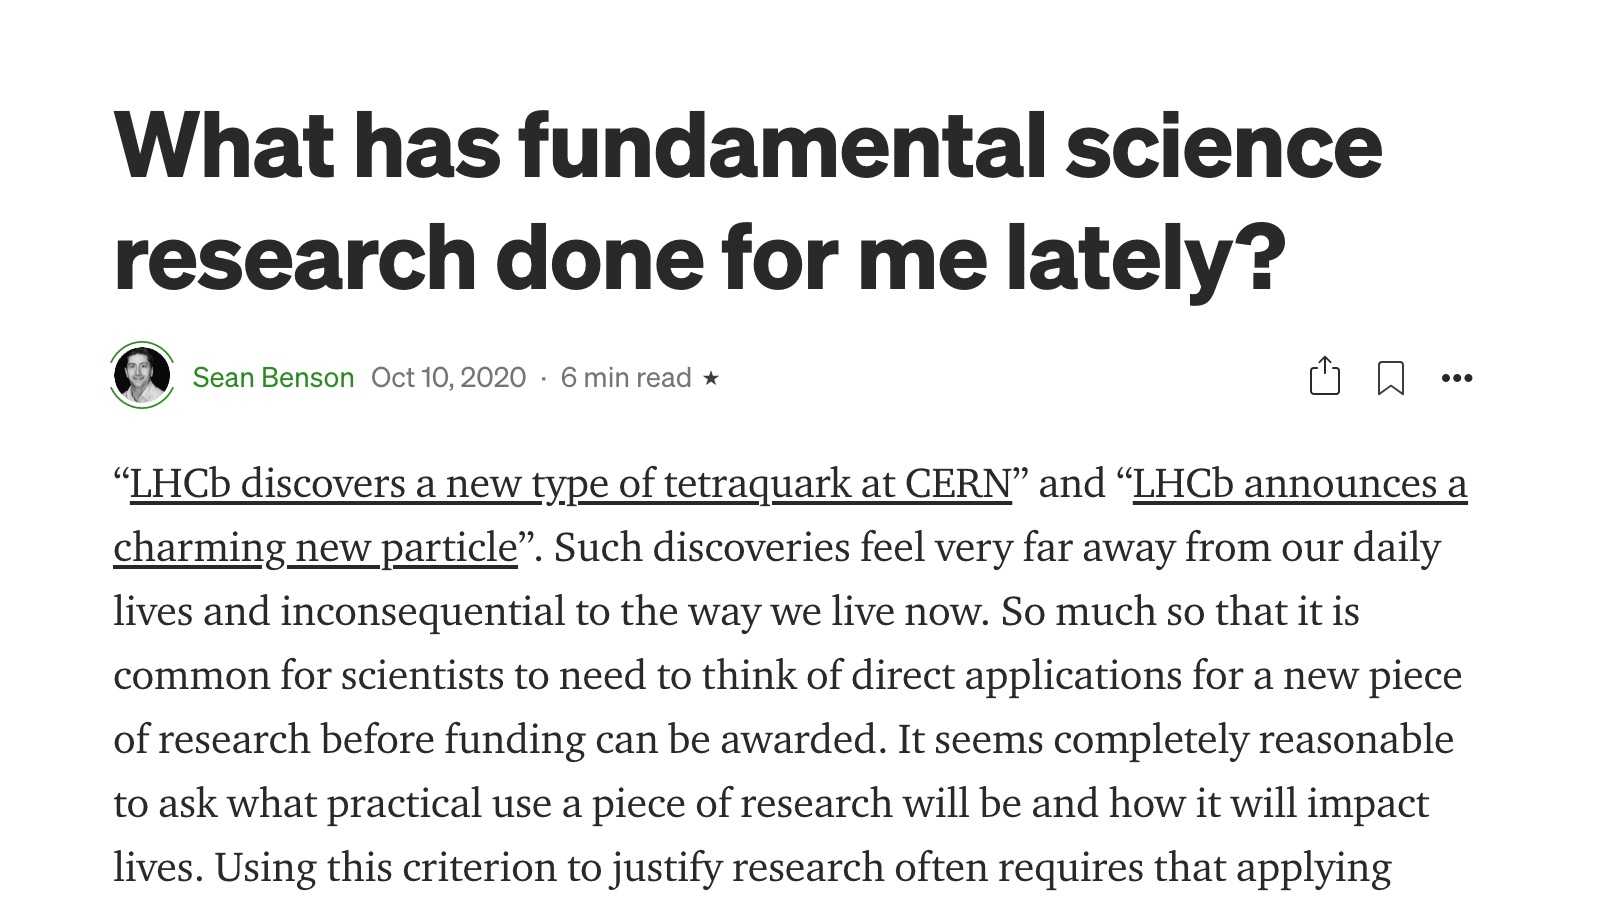 What has fundamental science
research done for me lately?
Sean Benson Oct 10, 2020 · 6 min read ★
“LHCb discovers a new type of tetraquark at CERN” and “LHCb announces a
charming new particle”. Such discoveries feel very far away from our daily
lives and inconsequential to the way we live now. So much so that it is
common for scientists to need to think of direct applications for a new piece
of research before funding can be awarded. It seems completely reasonable
to ask what practical use a piece of research will be and how it will impact
lives. Using this criterion to justify research often requires that applying